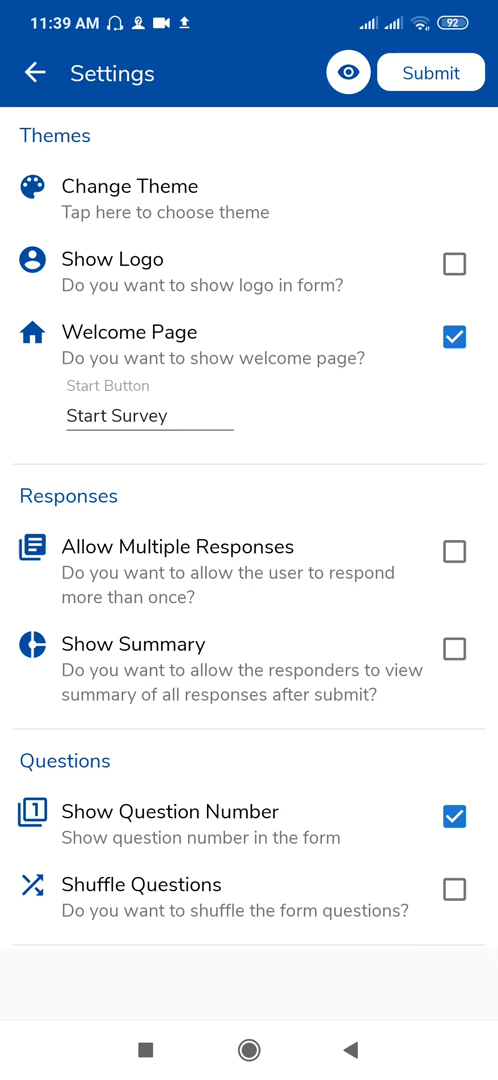 11:39 AM 92
Settings Submit
Themes
Change Theme
Tap here to choose theme
Show Logo
Do you want to show logo in form?
Welcome Page
Do you want to show welcome page?
Start Button
Start Survey
Responses
Allow Multiple Responses
Do you want to allow the user to respond
more than once?
Show Summary
Do you want to allow the responders to view
summary of all responses after submit?
Questions
1 Show Question Number
Show question number in the form
Shuffle Questions
Do you want to shuffle the form questions?